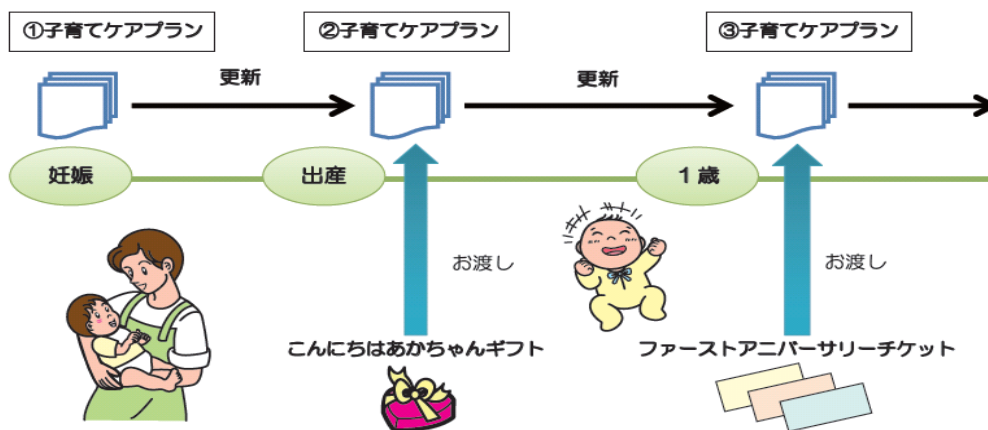 ①子育てケアプラン
②子育てケアプラン
③子育てケアプラン
更新
更新
妊娠
出産
1歳
お渡し
お渡し
こんにちはあかちゃんギフト
ファーストアニバーサリーチケット